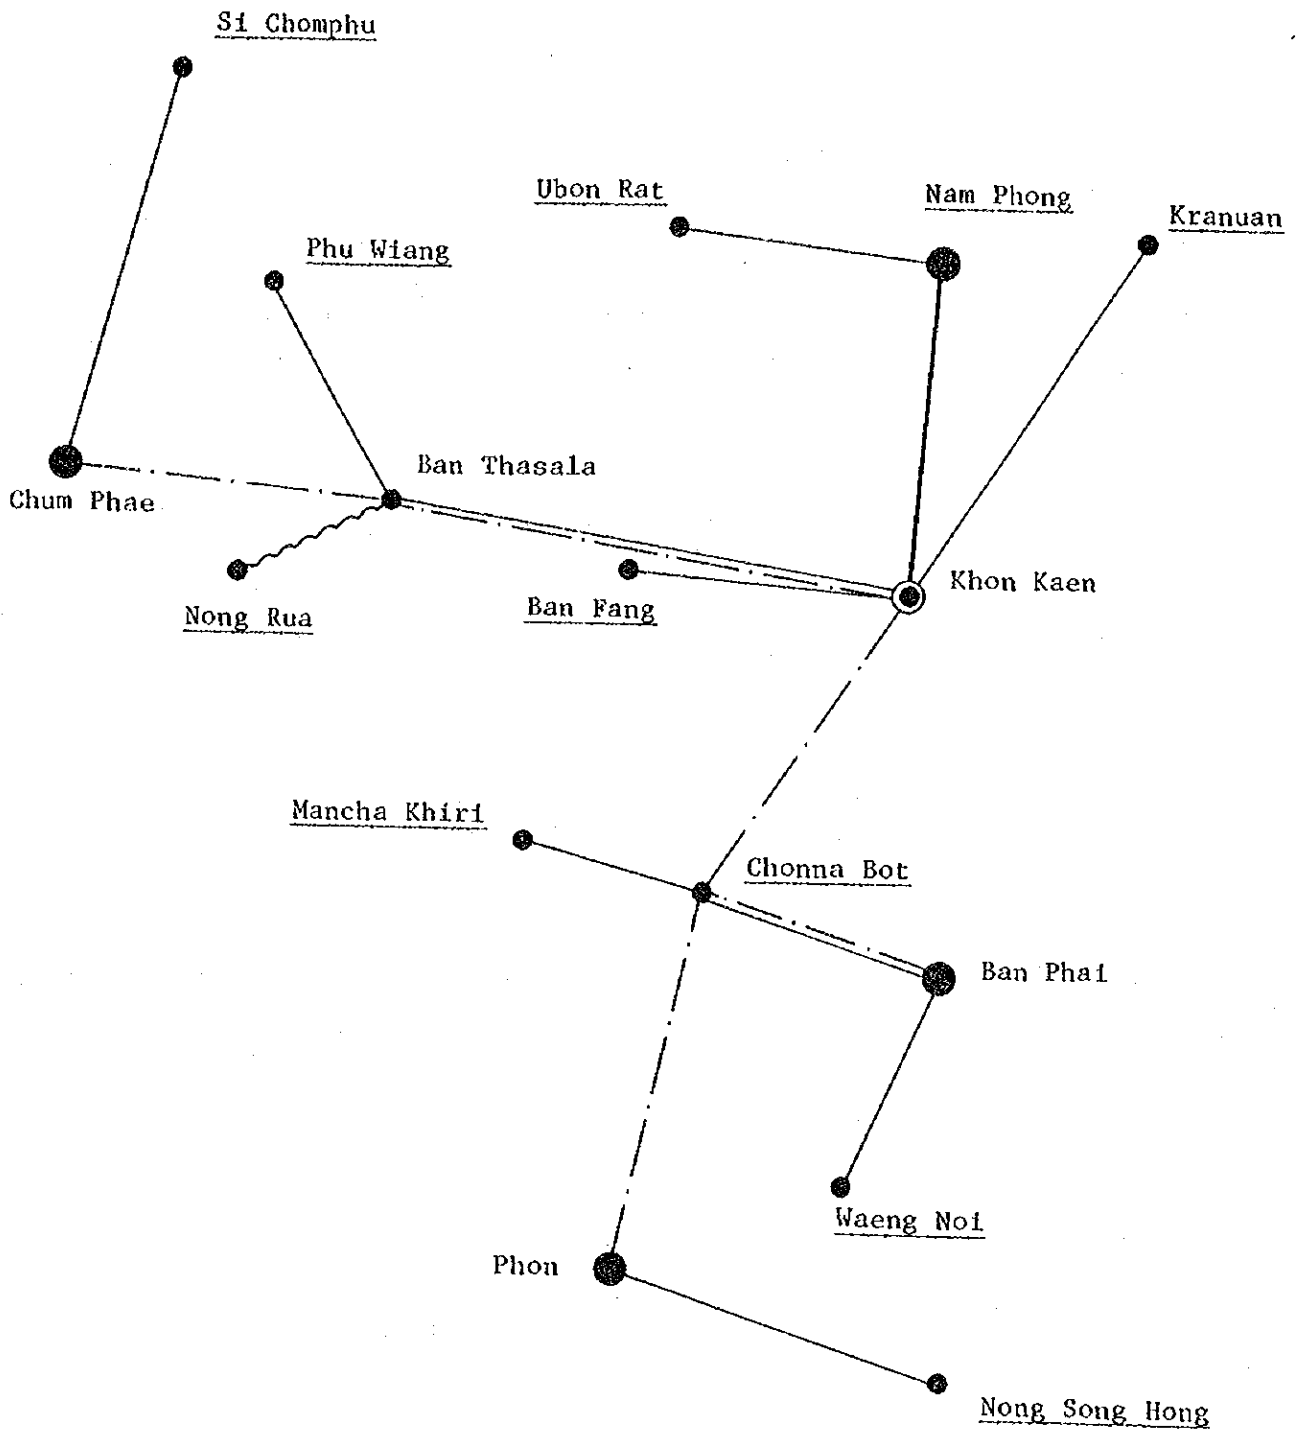 Si Chomphu
Ubon Rat
Nam Phong
Kranuan
Phu Wiang
Ban Thasala
Chum Phae
Khon Kaen
Ban Fang
Nong Rua
Mancha Khiri
Chonna Bot
Ban Phai
Waeng Noi
Phon
Nong Song Hong